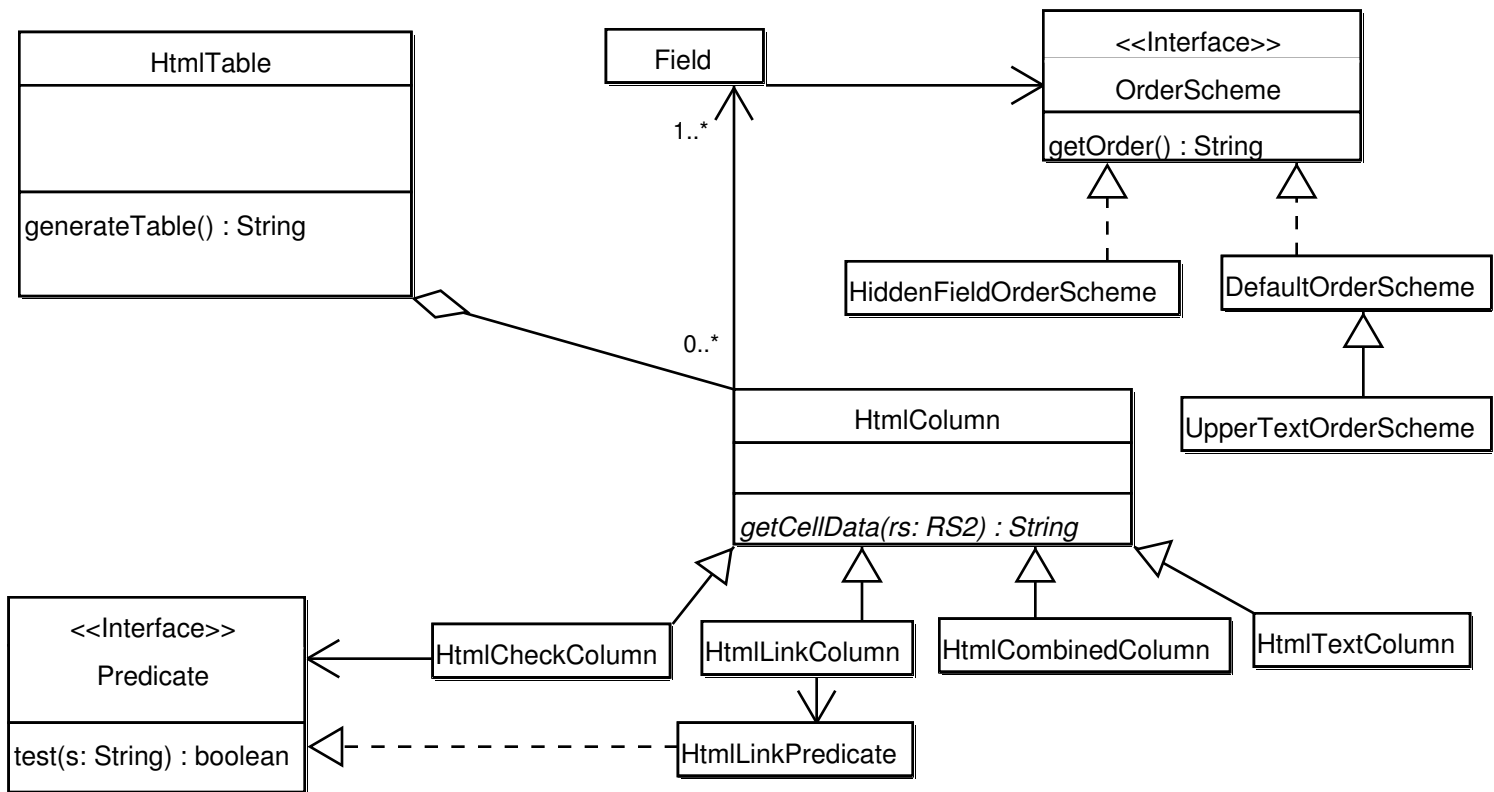 HtmlTable
generateTable() : String
Field
1..*
<<Interface>>
OrderScheme
getOrder() : String
HiddenFieldOrderScheme
DefaultOrderScheme
UpperTextOrderScheme
0..*
HtmlColumn
getCellData(rs: RS2) : String
<<Interface>>
Predicate
test(s: String) : boolean
HtmlCheckColumn
HtmlLinkColumn
HtmlCombinedColumn
HtmlTextColumn
HtmlLinkPredicate